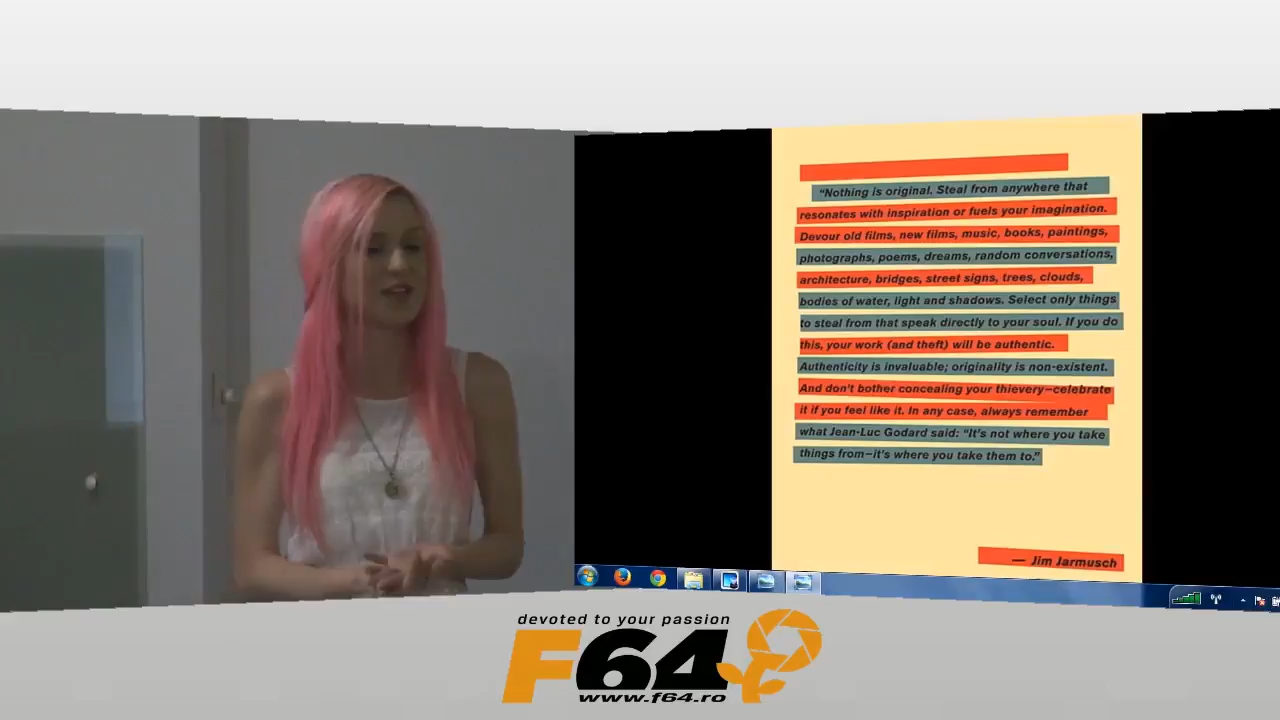 “Nothing is original. Steal from anywhere that
resonates with inspiration or fuels your imagination.
Devour old films, new films, music, books, paintings,
photographs, poems, dreams, random conversations,
architecture, bridges, street signs, trees, clouds,
bodies of water, light and shadows. Select only things
to steal from that speak directly to your soul. If you do
this, your work (and theft) will be authentic.
Authenticity is invaluable; originality is non-existent.
And don’t bother concealing your thievery—celebrate
it if you feel like it. In any case, always remember
what Jean-Luc Godard said: “It’s not where you take
things from—it’s where you take them to.”
— Jim Jarmusch
devoted to your passion
F64
www.f64.ro